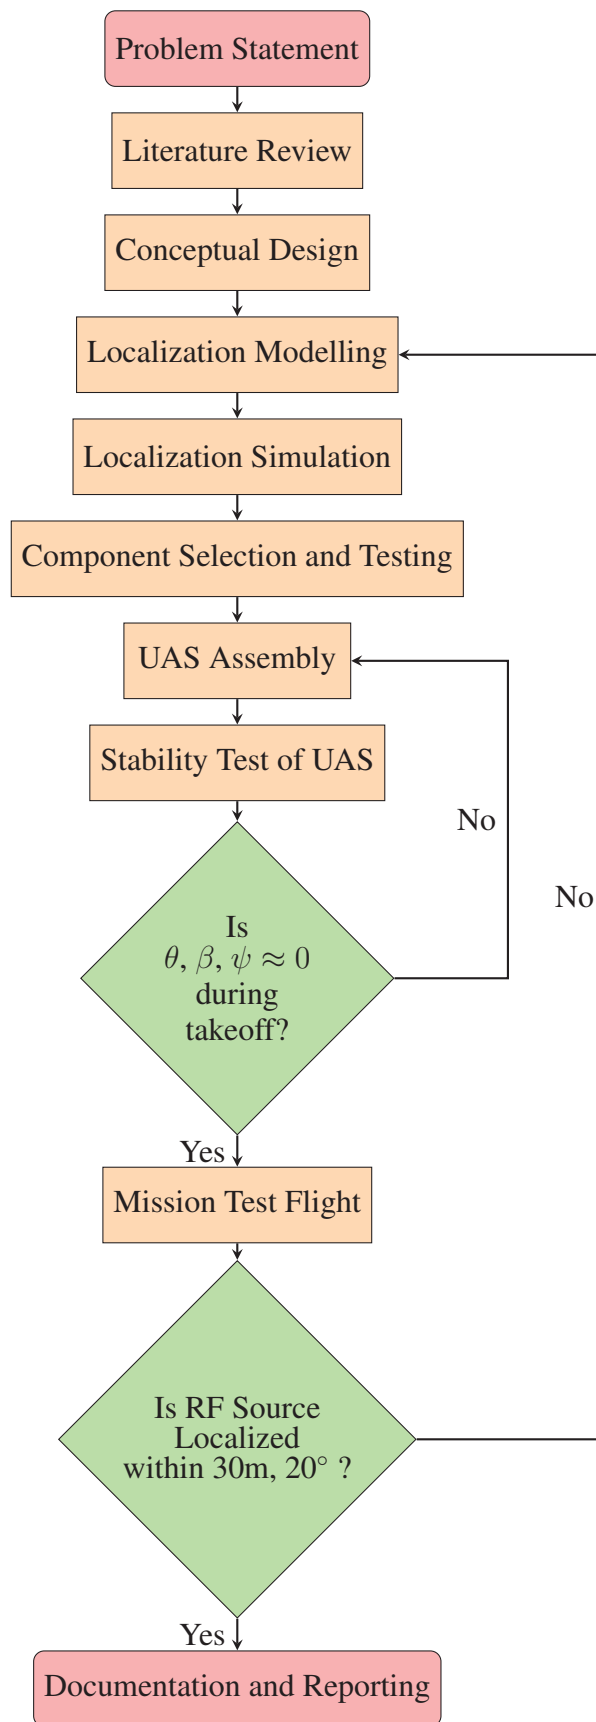 Problem Statement
Literature Review
Conceptual Design
Localization Modelling
Localization Simulation
Component Selection and Testing
UAS Assembly
Stability Test of UAS
No
No
Is
θ, β, ψ ≈ 0
during
takeoff?
Yes
Mission Test Flight
Is RF Source
Localized
within 30m, 20° ?
Yes
Documentation and Reporting